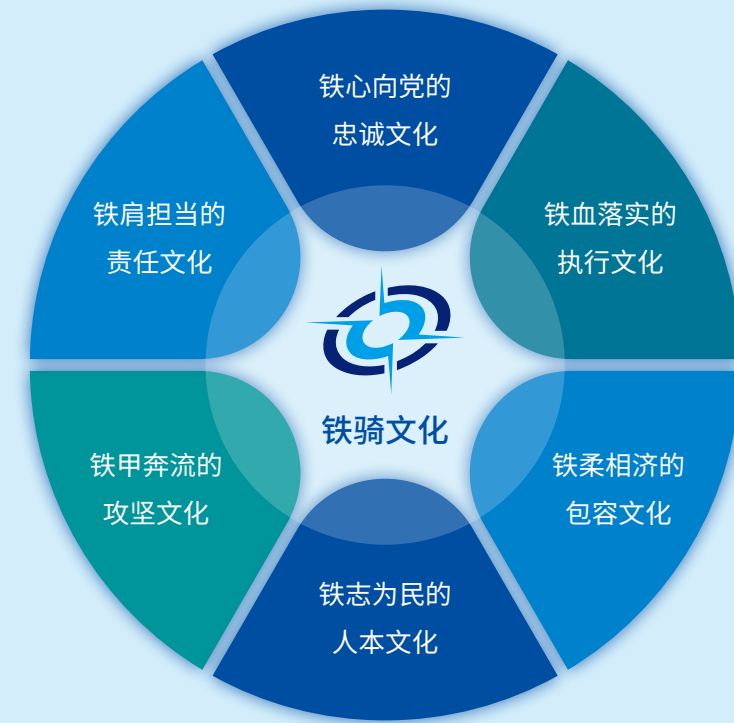 铁心向党的
忠诚文化
铁血落实的
执行文化
铁柔相济的
包容文化
铁志为民的
人本文化
铁甲奔流的
攻坚文化
铁肩担当的
责任文化
铁骑文化